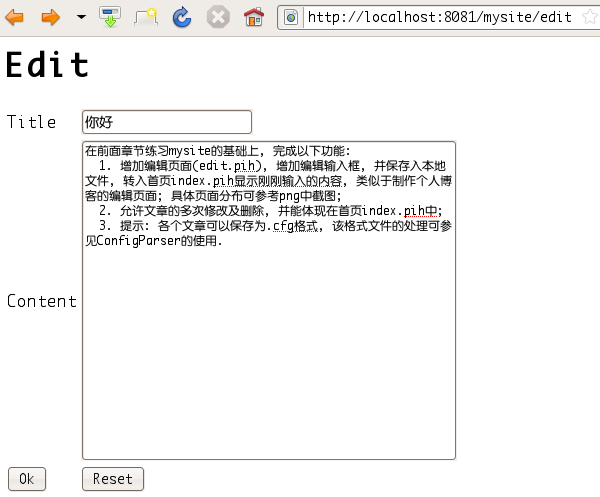 http://localhost:8081/mysite/edit
Edit
Title
你好
在前面章节练习mysite的基础上, 完成以下功能:
1. 增加编辑页面(edit.pih), 增加编辑输入框, 并保存入本地
文件, 转入首页index.pih显示刚刚输入的内容, 类似于制作个人博
客的编辑页面; 具体页面分布可参考png中截图;
2. 允许文章的多次修改及删除, 并能体现在首页index.pih中;
3. 提示: 各个文章可以保存为.cfg格式, 该格式文件的处理可参
见ConfigParser的使用.
Content
Ok
Reset